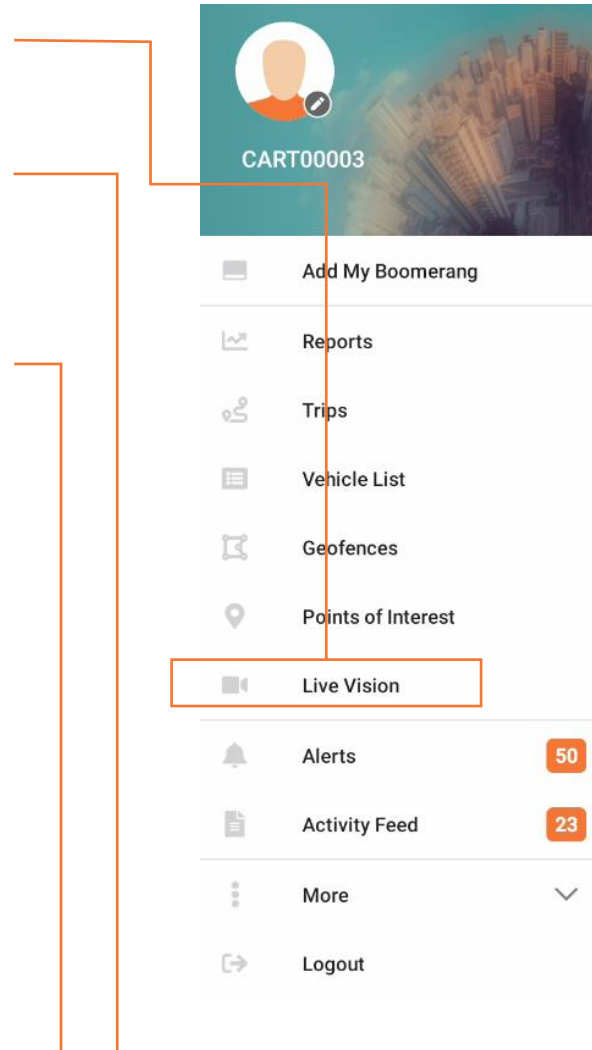 CART00003
Add My Boomerang
Reports
Trips
Vehicle List
Geofences
Points of Interest
Live Vision
Alerts 50
Activity Feed 23
More
Logout